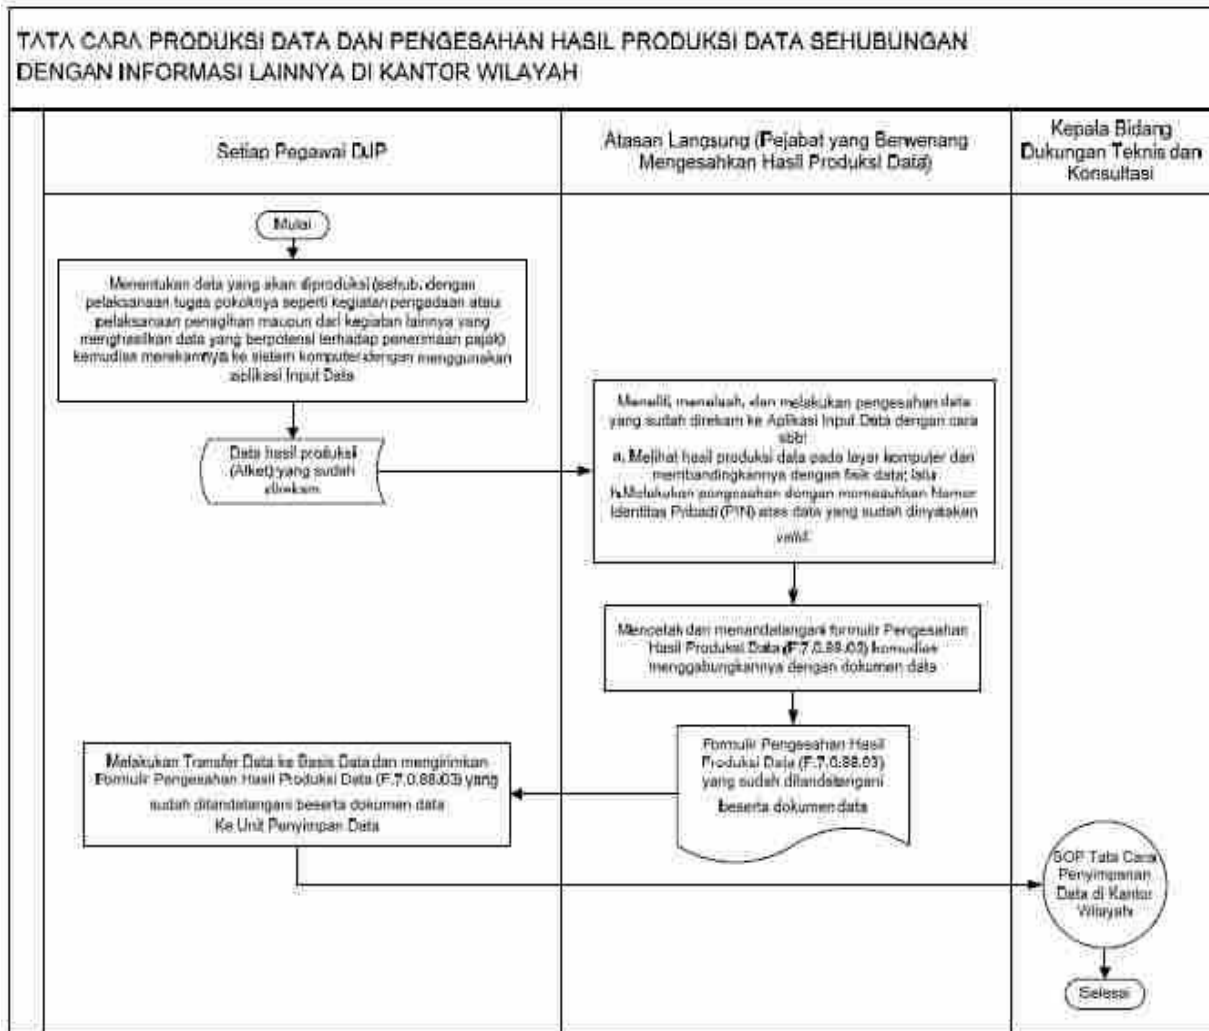 TATA CARA PRODUKSI DATA DAN PENGESAHAN HASIL PRODUKSI DATA SEHUBUNGAN
DENGAN INFORMASI LAINNYA DI KANTOR WILAYAH
Setiap Pegawai DJP
Atasan Langsung (Pejabat yang Berwenang
Mengesahkan Hasil Produksi Data)
Kepala Bidang
Dukungan Teknis dan
Konsultasi
Mulai
Menentukan data yang akan diproduksi (sehub. dengan
pelaksanaan tugas pokoknya seperti kegiatan pengadaan atau
pelaksanaan penagihan maupun dari kegiatan lainnya yang
menghasilkan data yang berpotensi terhadap penerimaan pajak)
kemudian merekamnya ke sistem komputer dengan menggunakan
aplikasi Input Data
Data hasil produksi
(Alket) yang sudah
direkam
Meneliti, menelaah, dan melakukan pengesahan data
yang sudah direkam ke Aplikasi Input Data dengan cara
sbb:
a. Melihat hasil produksi data pada layar komputer dan
membandingkannya dengan fisik data; lalu
b.Melakukan pengesahan dengan memasukkan Nomor
Identitas Pribadi (PIN) atas data yang sudah dinyatakan
valid.
Mencetak dan menandatangani formulir Pengesahan
Hasil Produksi Data (F.7.0.88.03) kemudian
menggabungkannya dengan dokumen data
Formulir Pengesahan Hasil
Produksi Data (F.7.0.88.03)
yang sudah ditandatangani
beserta dokumen data
Melakukan Transfer Data ke Basis Data dan mengirimkan
Formulir Pengesahan Hasil Produksi Data (F.7.0.88.03) yang
sudah ditandatangani beserta dokumen data
Ke Unit Penyimpan Data
SOP Tata Cara
Penyimpanan
Data di Kantor
Wilayah
Selesai